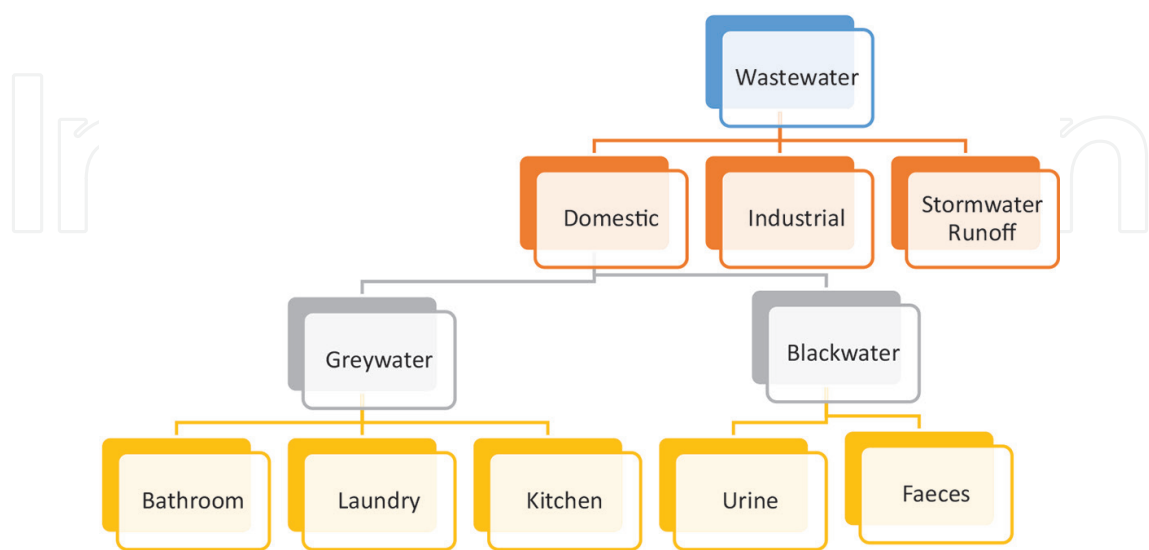 Wastewater
Domestic
Industrial
Stormwater
Runoff
Greywater
Blackwater
Bathroom
Laundry
Kitchen
Urine
Faeces